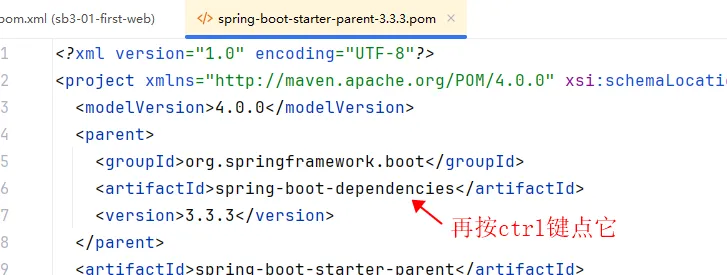 pom.xml (sb3-01-first-web)
</> spring-boot-starter-parent-3.3.3.pom ×
1 <?xml version="1.0" encoding="UTF-8"?>
2 <project xmlns="http://maven.apache.org/POM/4.0.0" xsi:schemaLocatio
3 <modelVersion>4.0.0</modelVersion>
4 <parent>
5 <groupId>org.springframework.boot</groupId>
6 <artifactId>spring-boot-dependencies</artifactId>
7 <version>3.3.3</version>
再按ctrl键点它
8 </parent>
9 <artifactId>spring-boot-starter-parent</artifactId>